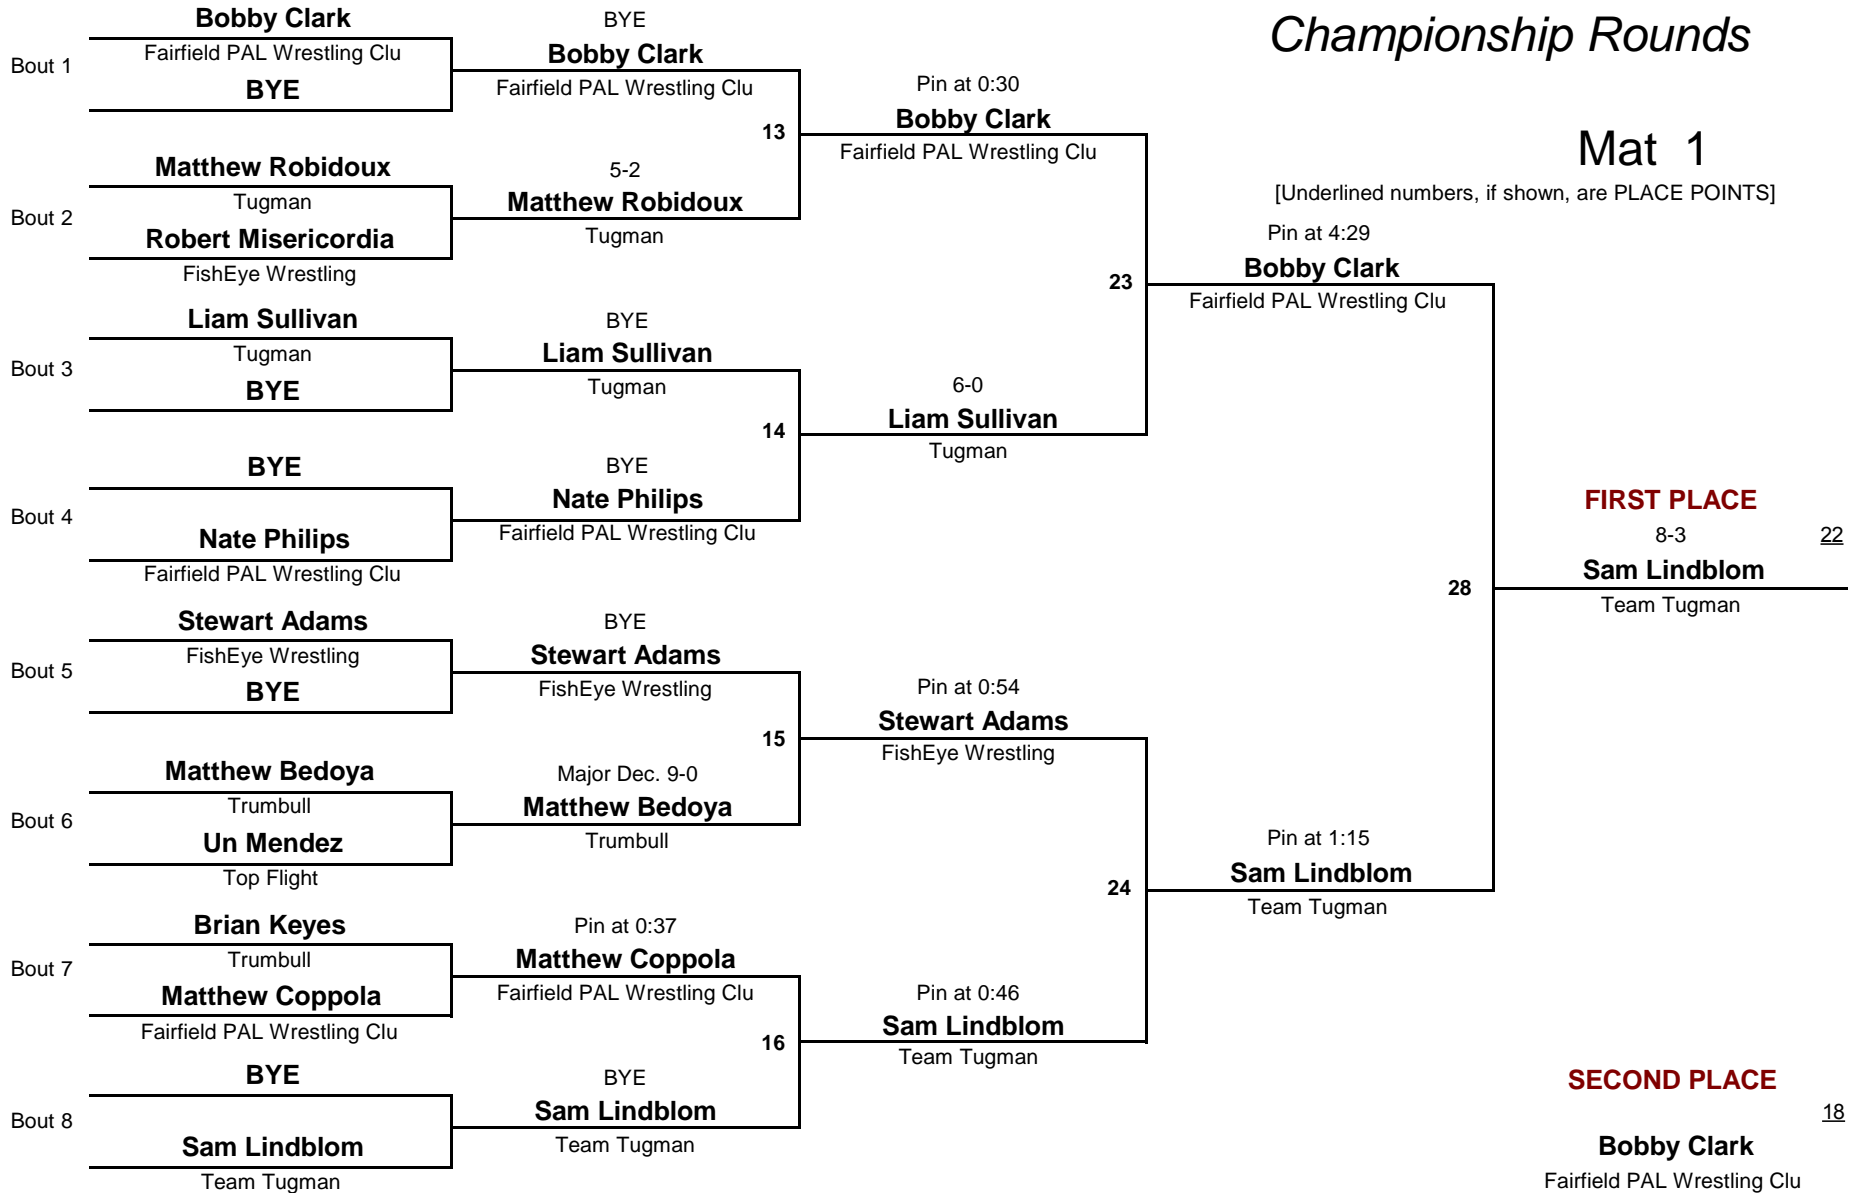 Championship Rounds
Mat 1
[Underlined numbers, if shown, are PLACE POINTS]
Bout 1
Bobby Clark
Fairfield PAL Wrestling Clu
BYE
Bout 2
Matthew Robidoux
Tugman
Robert Misericordia
FishEye Wrestling
Bout 3
Liam Sullivan
Tugman
BYE
Bout 4
BYE
Nate Philips
Fairfield PAL Wrestling Clu
Bout 5
Stewart Adams
FishEye Wrestling
BYE
Bout 6
Matthew Bedoya
Trumbull
Un Mendez
Top Flight
Bout 7
Brian Keyes
Trumbull
Matthew Coppola
Fairfield PAL Wrestling Clu
Bout 8
BYE
Sam Lindblom
Team Tugman
BYE
Bobby Clark
Fairfield PAL Wrestling Clu
13
5-2
Matthew Robidoux
Tugman
BYE
Liam Sullivan
Tugman
14
BYE
Nate Philips
Fairfield PAL Wrestling Clu
BYE
Stewart Adams
FishEye Wrestling
15
Major Dec. 9-0
Matthew Bedoya
Trumbull
Pin at 0:37
Matthew Coppola
Fairfield PAL Wrestling Clu
16
BYE
Sam Lindblom
Team Tugman
Pin at 0:30
Bobby Clark
Fairfield PAL Wrestling Clu
23
6-0
Liam Sullivan
Tugman
Pin at 0:54
Stewart Adams
FishEye Wrestling
24
Pin at 0:46
Sam Lindblom
Team Tugman
Pin at 4:29
Bobby Clark
Fairfield PAL Wrestling Clu
28
Pin at 1:15
Sam Lindblom
Team Tugman
FIRST PLACE
8-3 22
Sam Lindblom
Team Tugman
SECOND PLACE
18
Bobby Clark
Fairfield PAL Wrestling Clu